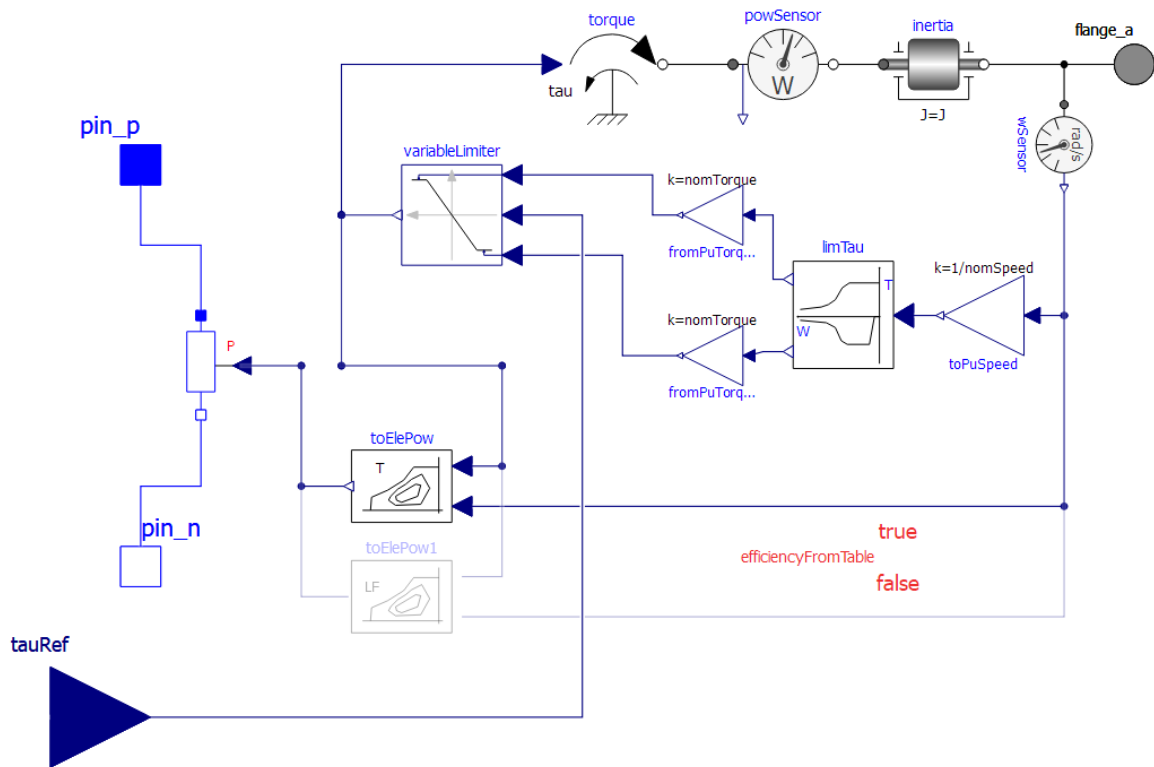 torque
powSensor
inertia
flange_a
tau
W
J=J
wSensor
rad/s
pin_p
variableLimiter
k=nomTorque
fromPuTorq...
limTau
T
W
k=1/nomSpeed
toPuSpeed
k=nomTorque
fromPuTorq...
P
toElePow
T
pin_n
true
toElePow1
efficiencyFromTable
LF
false
tauRef